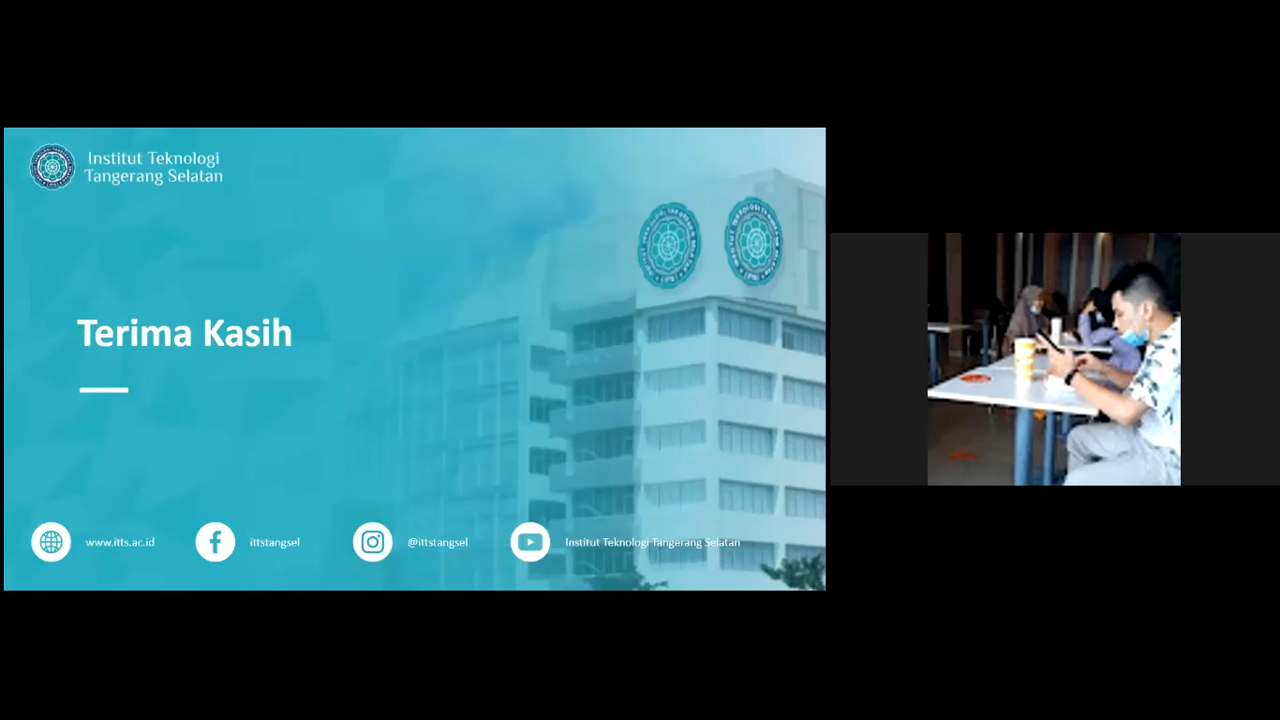 Institut Teknologi
Tangerang Selatan
Terima Kasih
www.itts.ac.id
ittstangsel
@ittstangsel
Institut Teknologi Tangerang Selatan